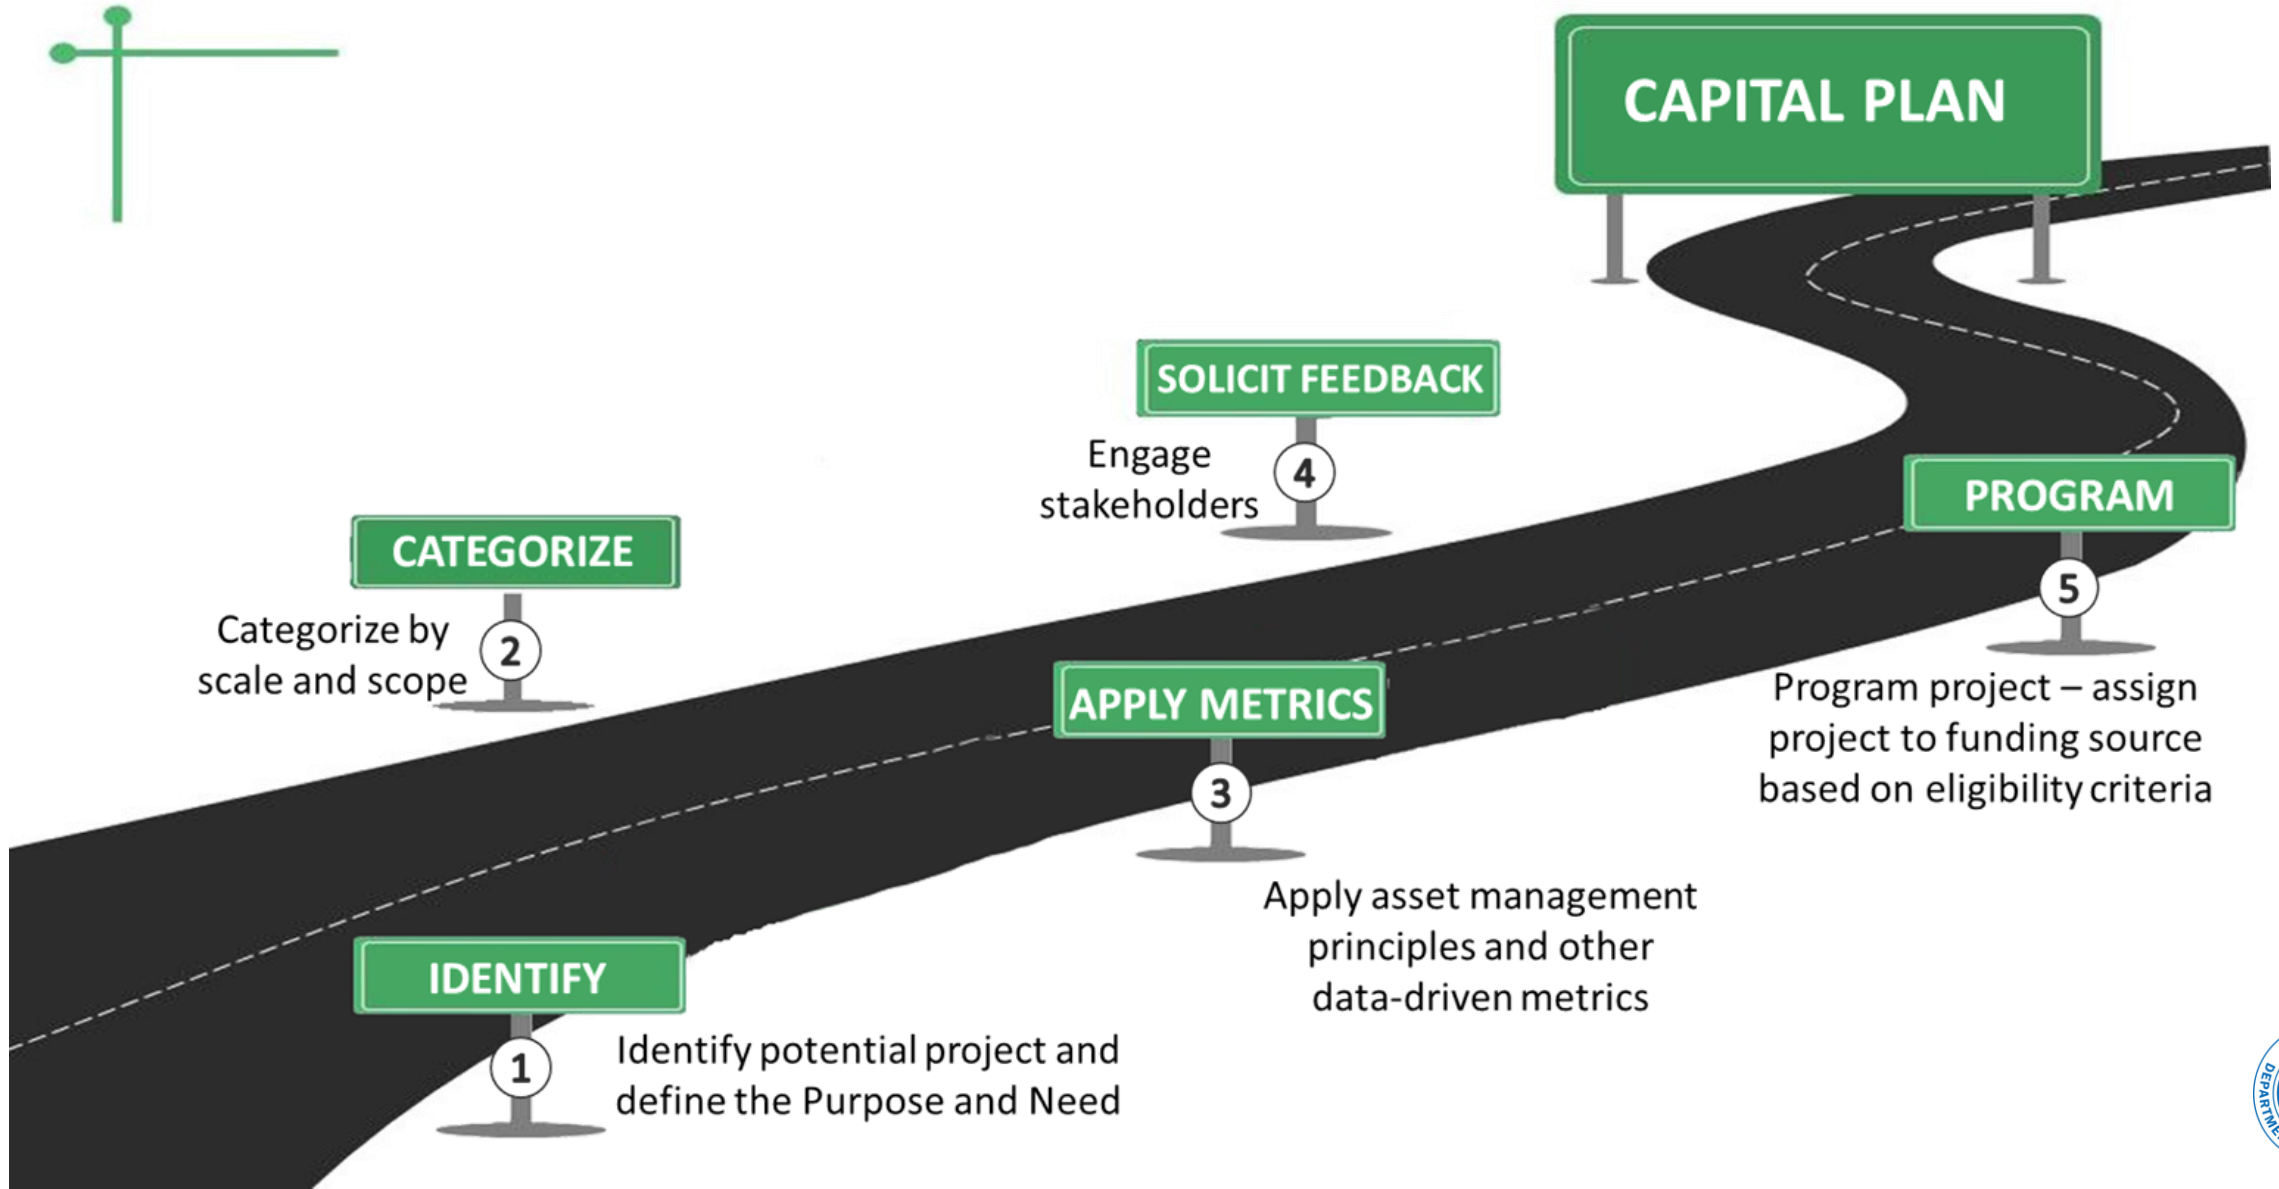 CAPITAL PLAN
SOLICIT FEEDBACK
Engage
stakeholders
4
PROGRAM
5
Program project – assign
project to funding source
based on eligibility criteria
CATEGORIZE
Categorize by
scale and scope
2
APPLY METRICS
3
Apply asset management
principles and other
data-driven metrics
IDENTIFY
1
Identify potential project and
define the Purpose and Need